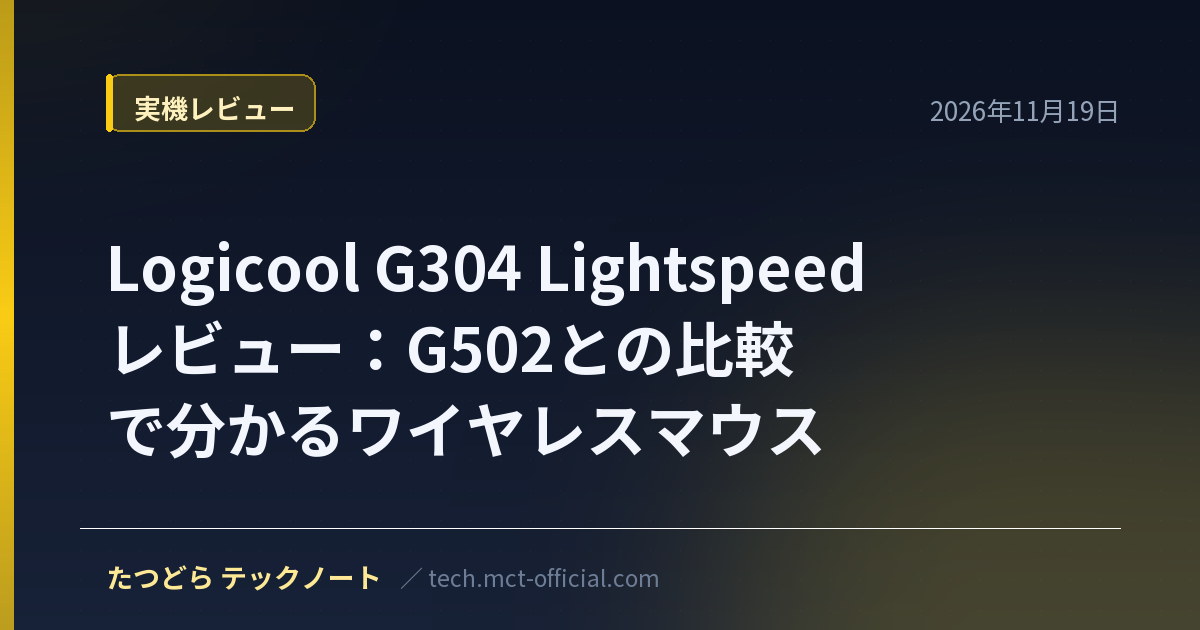 実機レビュー
2026年11月19日
Logicool G304 Lightspeed
レビュー：G502との比較
で分かるワイヤレスマウス
たつどら テックノート ／ tech.mct-official.com